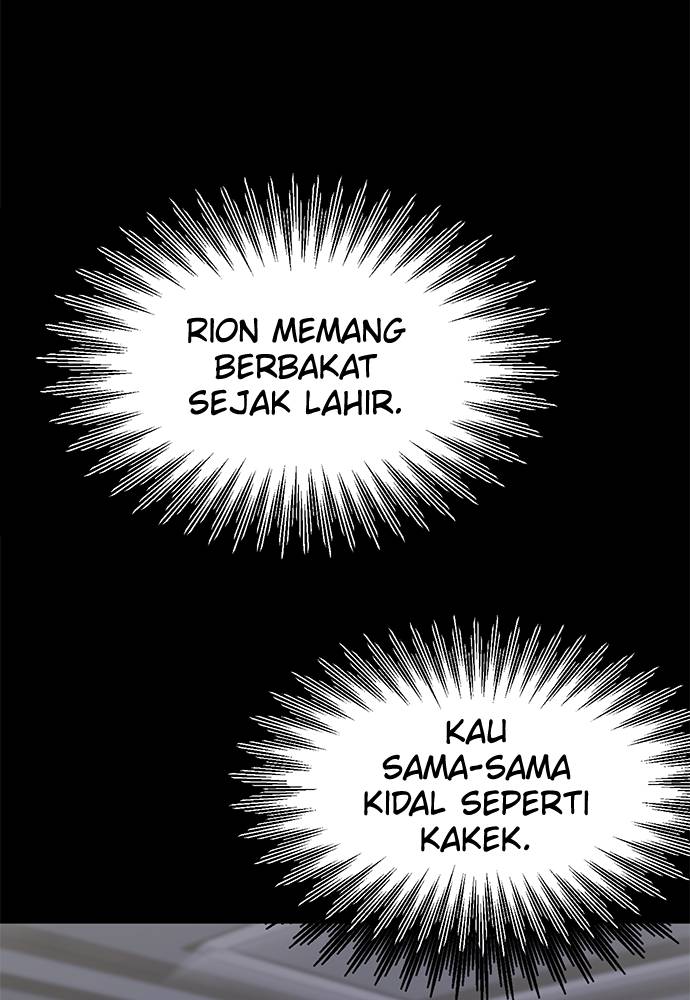 RION MEMANG
BERBAKAT
SEJAK LAHIR.
KAU
SAMA-SAMA
KIDAL SEPERTI
KAKEK.